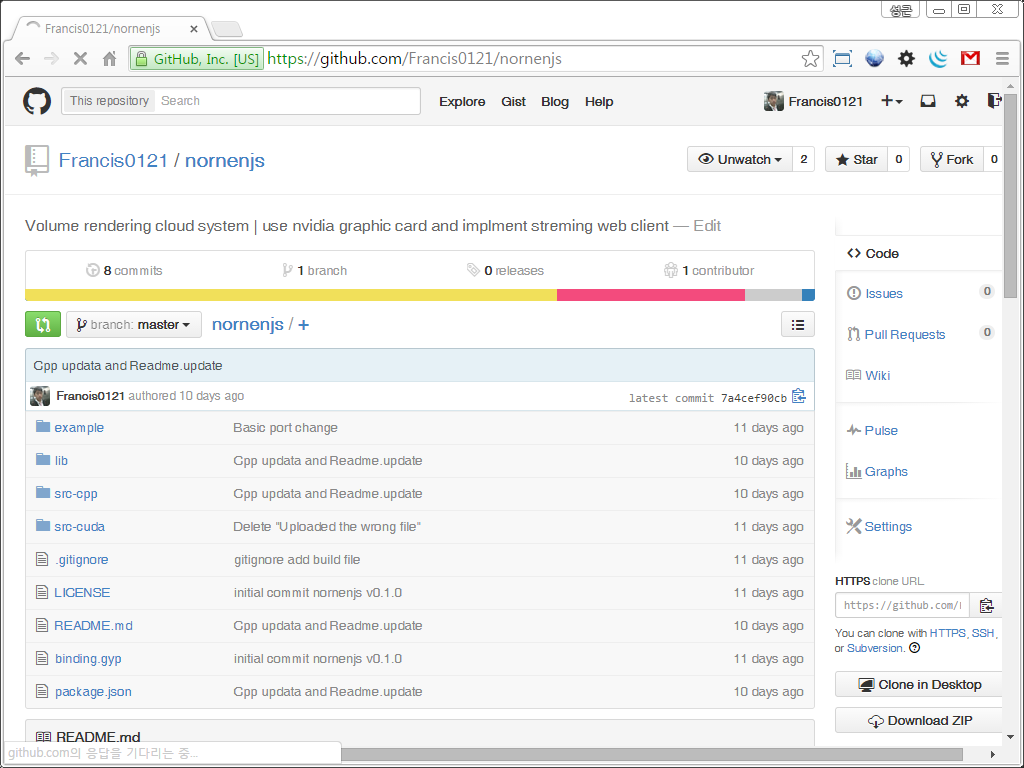 성근
Francis0121/nornenjs
GitHub, Inc. [US] https://github.com/Francis0121/nornenjs
This repository Search Explore Gist Blog Help Francis0121
Francis0121 / nornenjs Unwatch 2 Star 0 Fork 0
Volume rendering cloud system | use nvidia graphic card and implment streming web client — Edit
8 commits 1 branch 0 releases 1 contributor
branch: master nornenjs / +
Cpp updata and Readme.update
Francis0121 authored 10 days ago latest commit 7a4cef90cb
example Basic port change 11 days ago
lib Cpp updata and Readme.update 10 days ago
src-cpp Cpp updata and Readme.update 10 days ago
src-cuda Delete "Uploaded the wrong file" 11 days ago
.gitignore gitignore add build file 11 days ago
LICENSE initial commit nornenjs v0.1.0 11 days ago
README.md Cpp updata and Readme.update 10 days ago
binding.gyp initial commit nornenjs v0.1.0 11 days ago
package.json Cpp updata and Readme.update 10 days ago
README.md
Code
Issues 0
Pull Requests 0
Wiki
Pulse
Graphs
Settings
HTTPS clone URL
https://github.com/
You can clone with HTTPS, SSH,
or Subversion.
Clone in Desktop
Download ZIP
github.com의 응답을 기다리는 중...